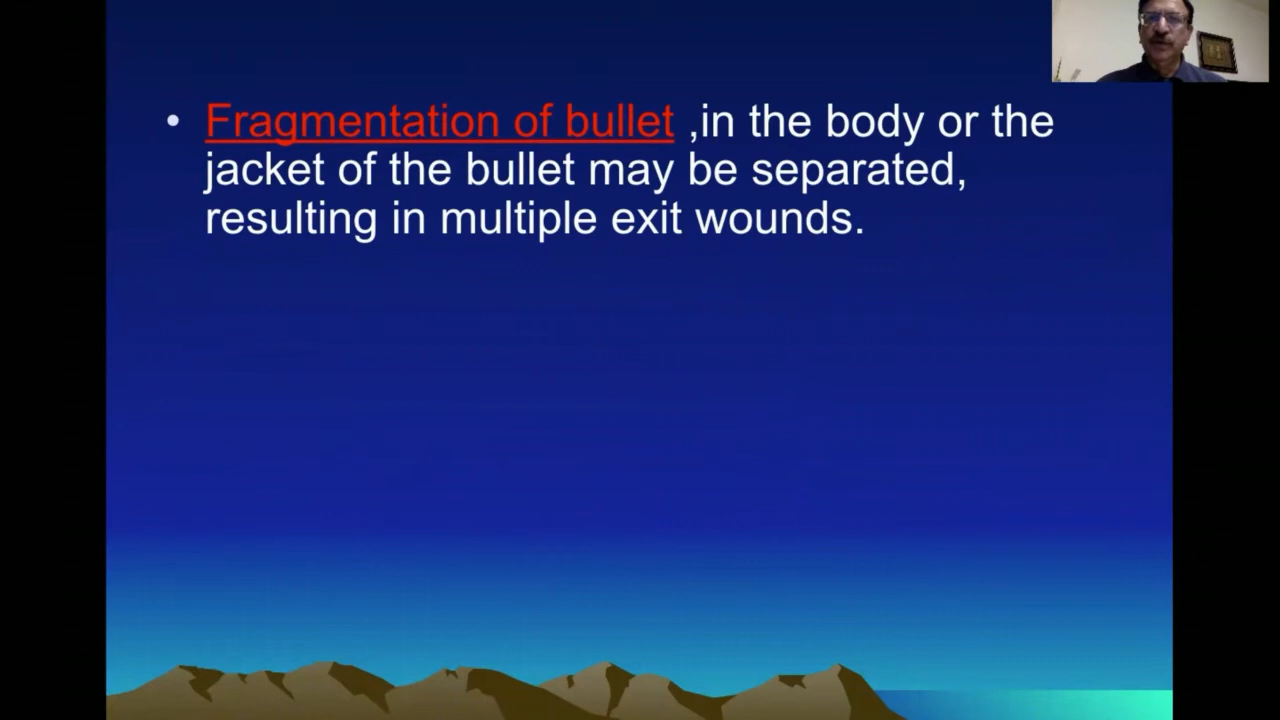 • Fragmentation of bullet ,in the body or the
jacket of the bullet may be separated,
resulting in multiple exit wounds.